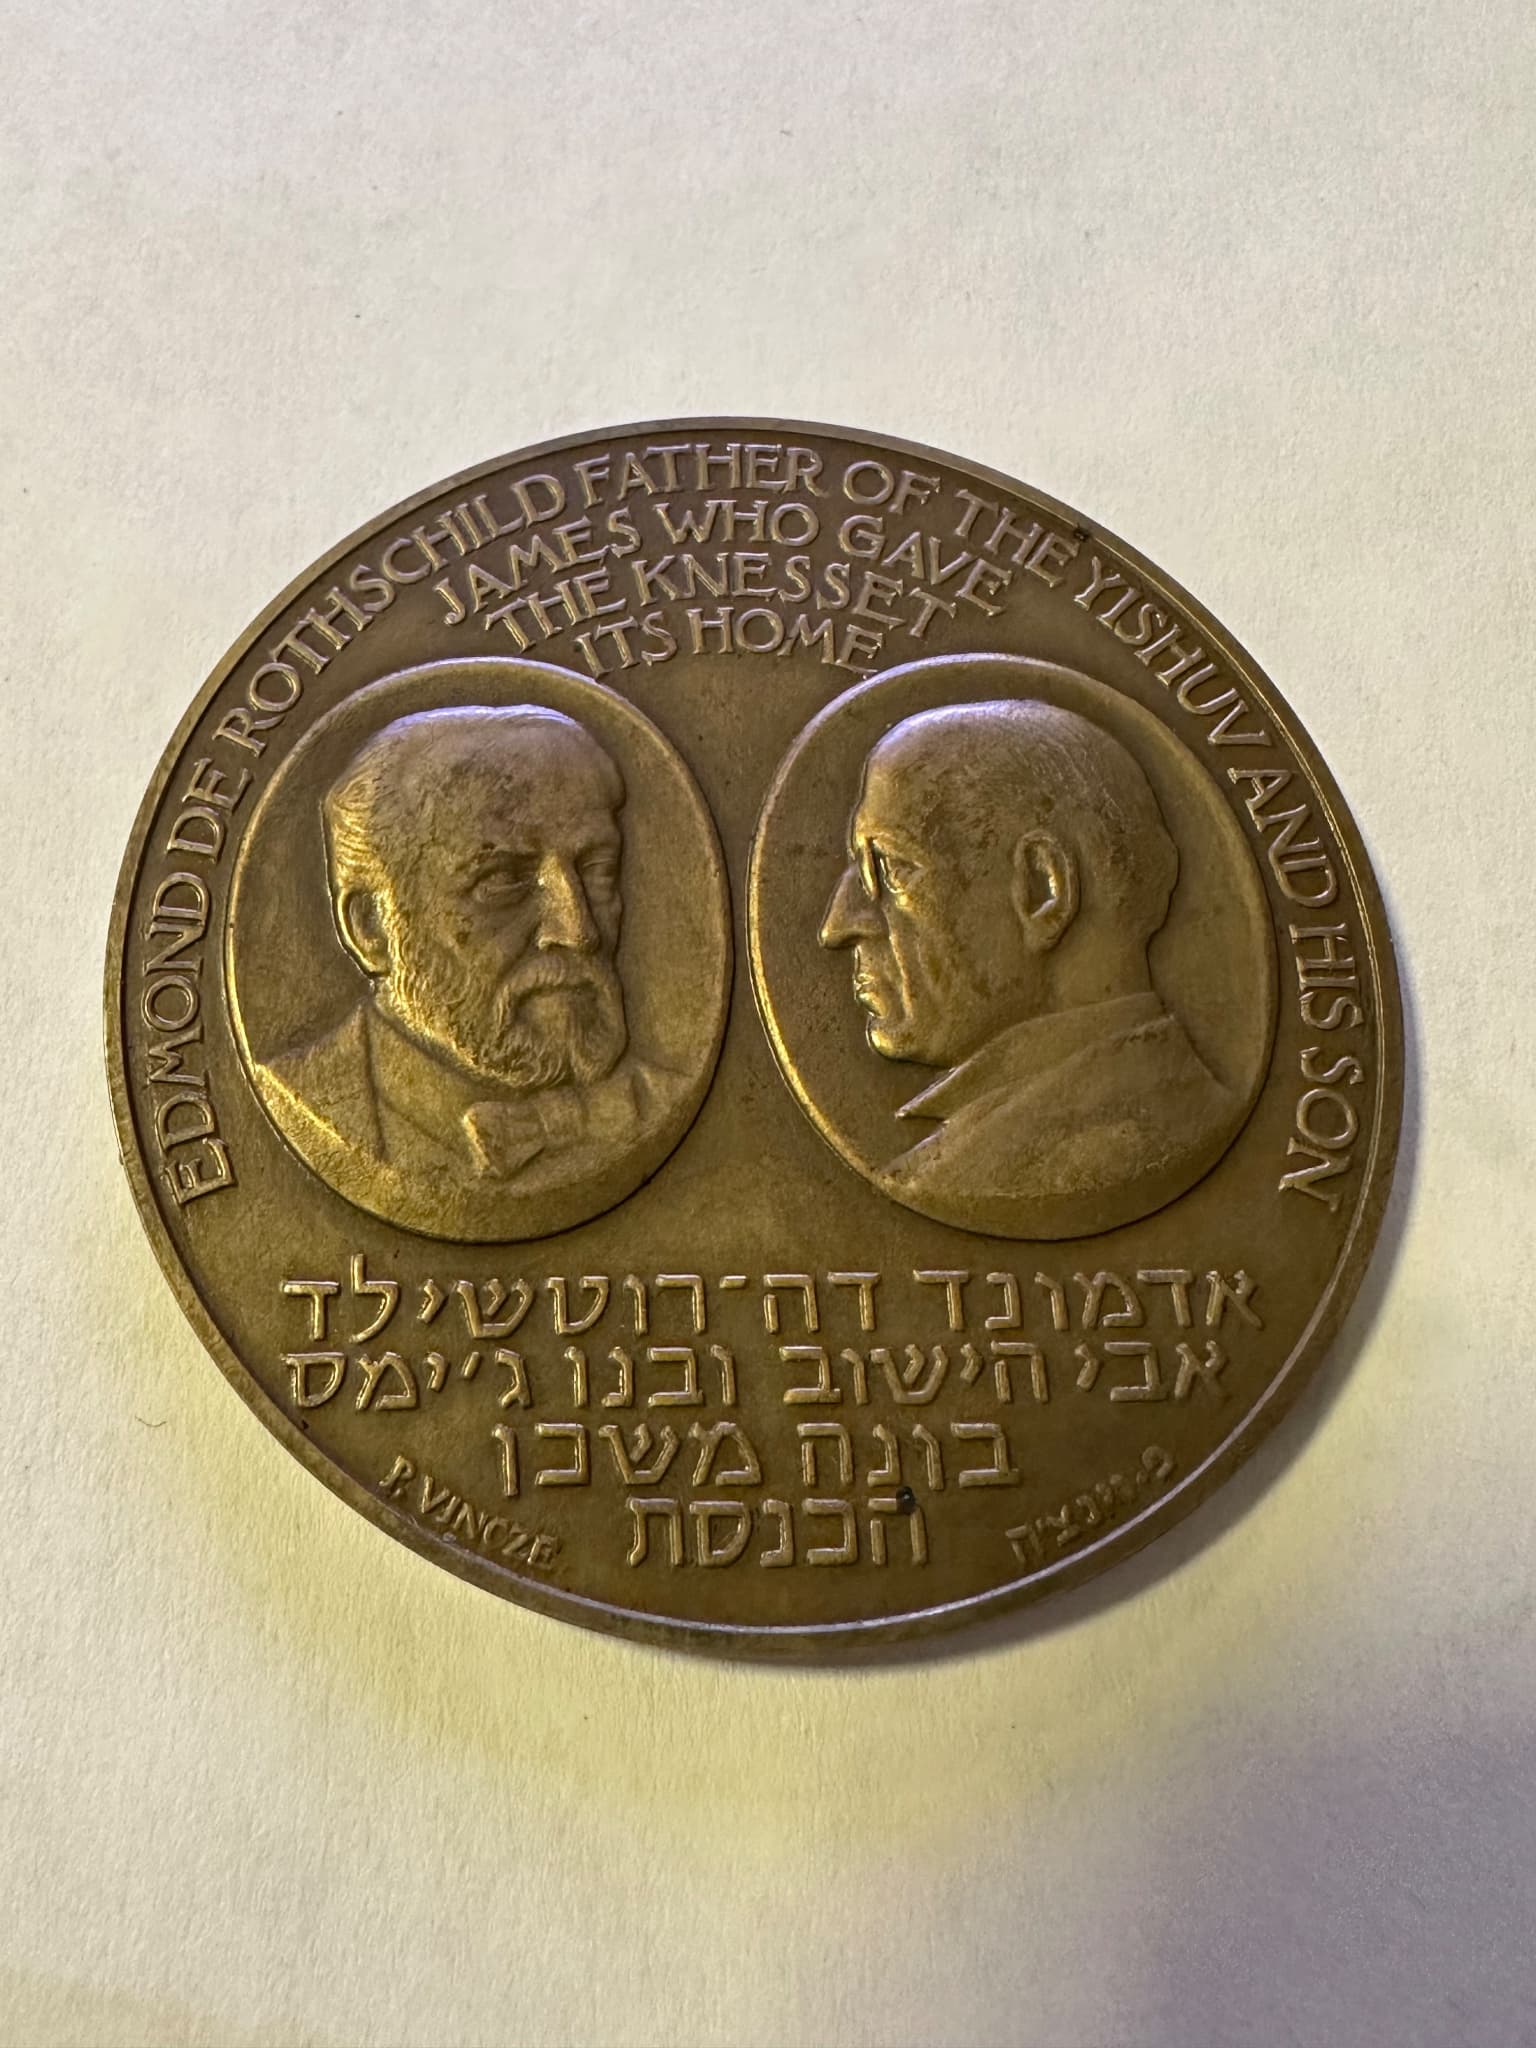 EDMOND DE ROTHSCHILD FATHER OF THE YISHUV AND HIS SON
JAMES WHO GAVE
THE KNESSET
ITS HOME
אדמונד דה־רוטשילד
אבי הישוב ובנו ג׳יימס
בונה משכן
הכנסת
P. VINCZE
פ. וינצ׳ה